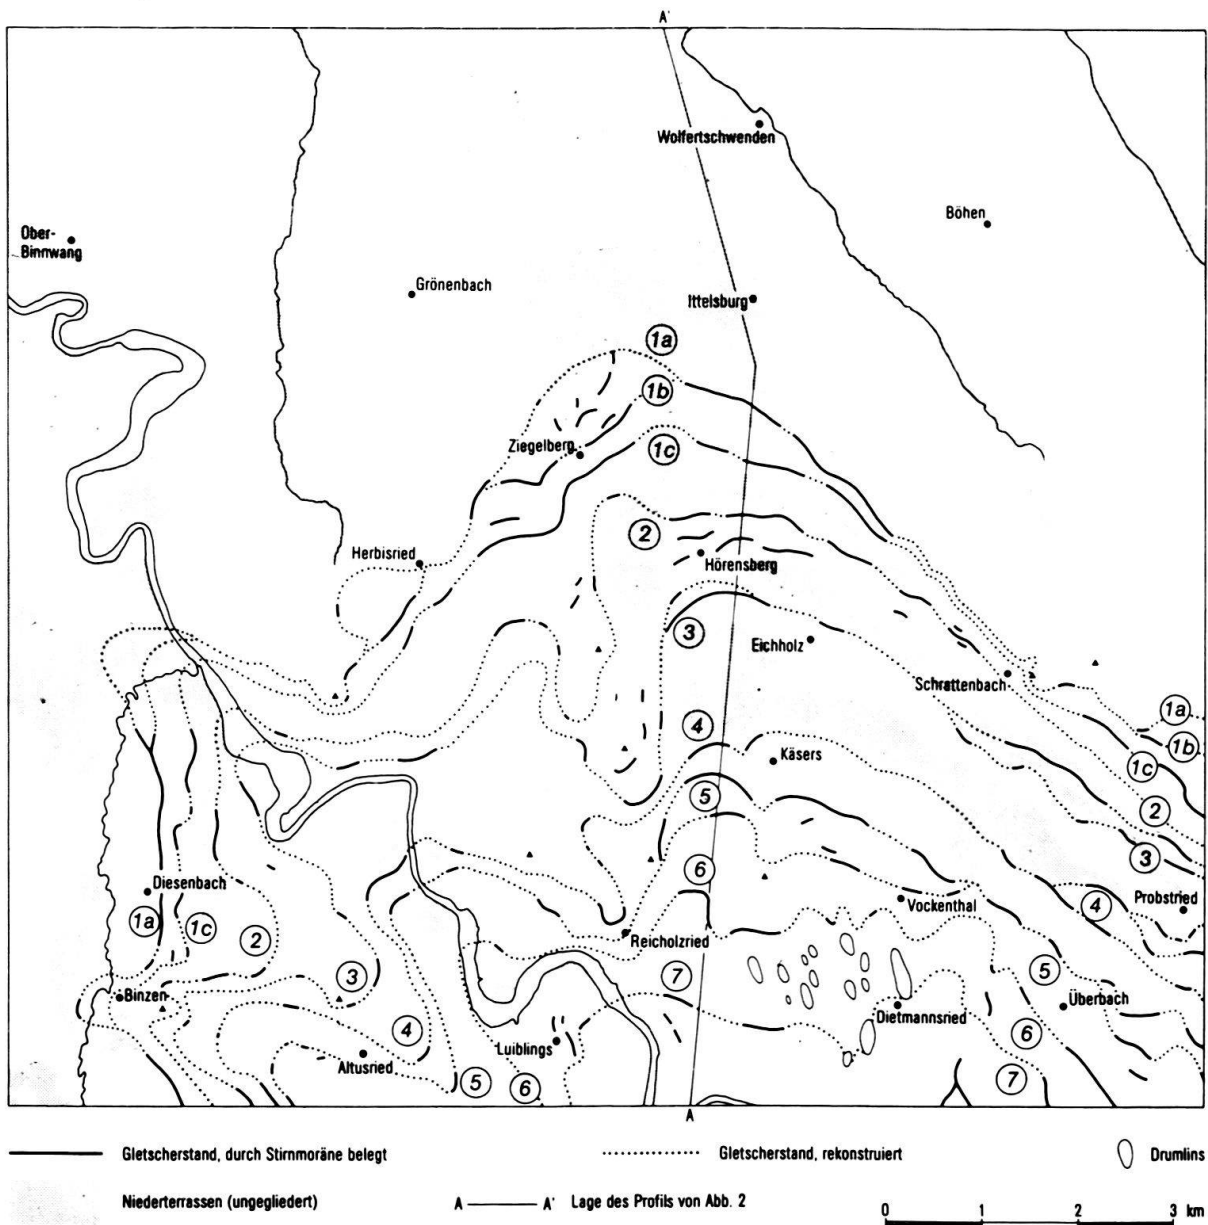 A'
Wolfertschwenden
Böhen
Ober-
Binnwang
Grönenbach
Ittelsburg
1a
1b
Ziegelberg
1c
2
Herbisried
Hörensberg
3
Eichholz
Schrattenbach
1a
4
1b
Käsers
1c
5
2
3
6
Diesenbach
4
Probstried
1a
1c
Vockenthal
2
Reicholzried
3
7
5
Binzen
Überbach
Dietmannsried
4
6
Luiblings
Altusried
5
6
7
A
Gletscherstand, durch Stirnmoräne belegt
Gletscherstand, rekonstruiert
Drumlins
Niederterrassen (ungegliedert)
A A' Lage des Profils von Abb. 2
0 1 2 3 km